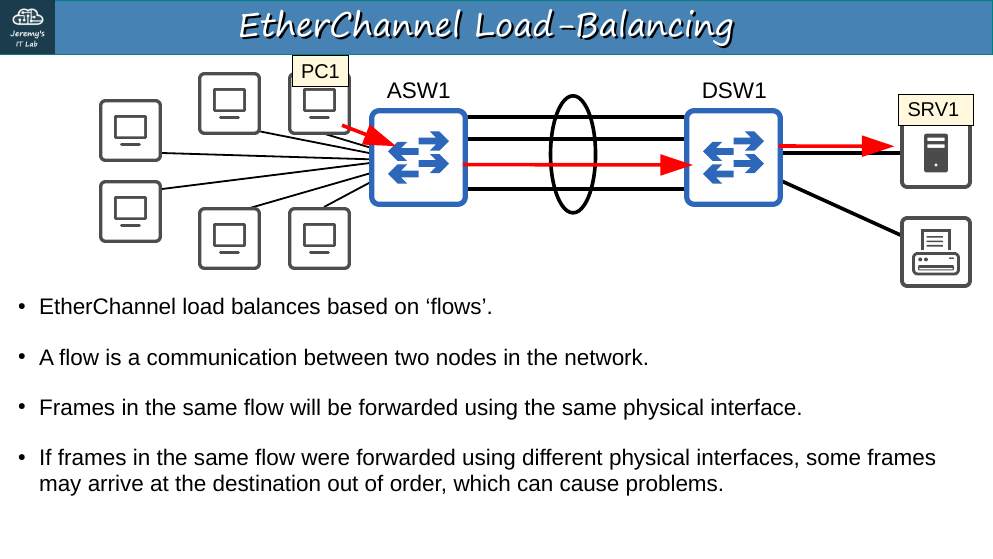 Jeremy's
IT Lab
EtherChannel Load-Balancing
PC1
ASW1
DSW1
SRV1
• EtherChannel load balances based on ‘flows’.
• A flow is a communication between two nodes in the network.
• Frames in the same flow will be forwarded using the same physical interface.
• If frames in the same flow were forwarded using different physical interfaces, some frames
may arrive at the destination out of order, which can cause problems.